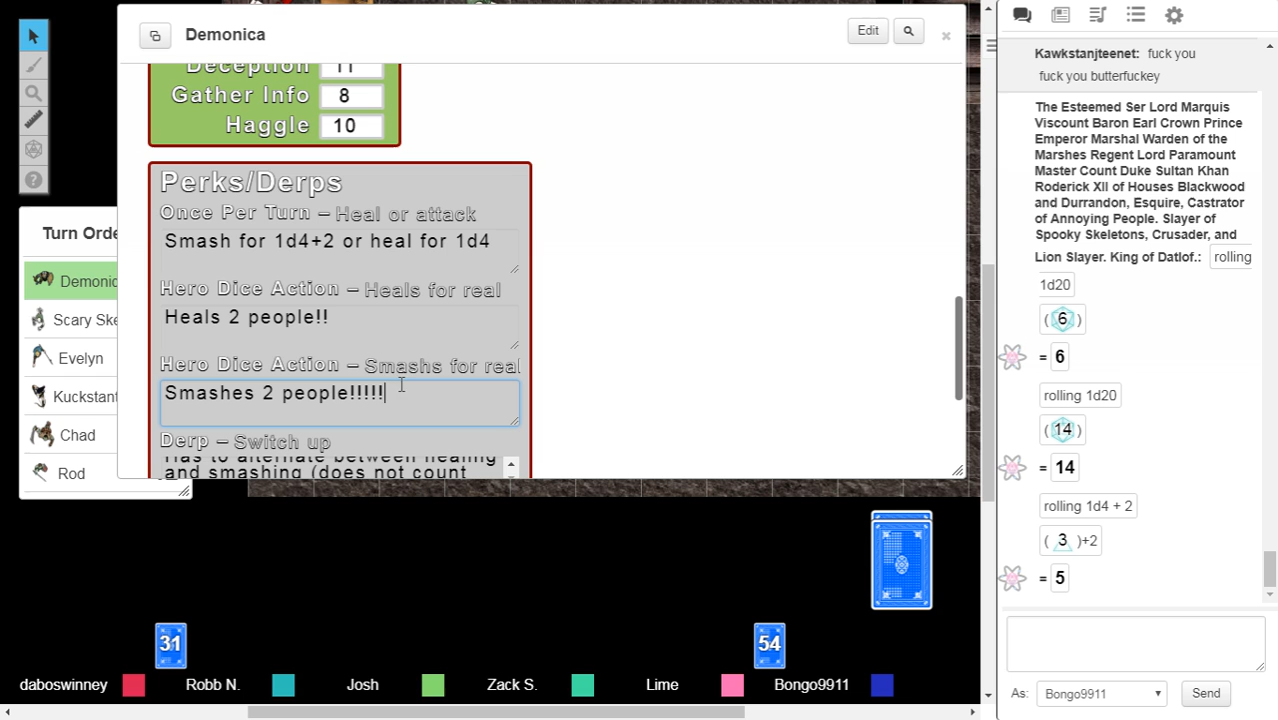 Demonica
Edit
×
Deception 11
Gather Info 8
Haggle 10
Perks/Derps
Once Per Turn – Heal or attack
Smash for 1d4+2 or heal for 1d4
Hero Dice Action – Heals for real
Heals 2 people!!
Hero Dice Action – Smashs for real
Smashes 2 people!!!!!
Derp – Switch up
Has to alternate between healing
and smashing (does not count
Turn Orde
Demonic
Scary Ske
Evelyn
Kuckstant
Chad
Rod
31
54
daboswinney
Robb N.
Josh
Zack S.
Lime
Bongo9911
Kawkstanjteenet: fuck you
fuck you butterfuckey
The Esteemed Ser Lord Marquis
Viscount Baron Earl Crown Prince
Emperor Marshal Warden of the
Marshes Regent Lord Paramount
Master Count Duke Sultan Khan
Roderick XII of Houses Blackwood
and Durrandon, Esquire, Castrator
of Annoying People. Slayer of
Spooky Skeletons, Crusader, and
Lion Slayer. King of Datlof.: rolling
1d20
(6)
= 6
rolling 1d20
(14)
= 14
rolling 1d4 + 2
(3)+2
= 5
As: Bongo9911
Send